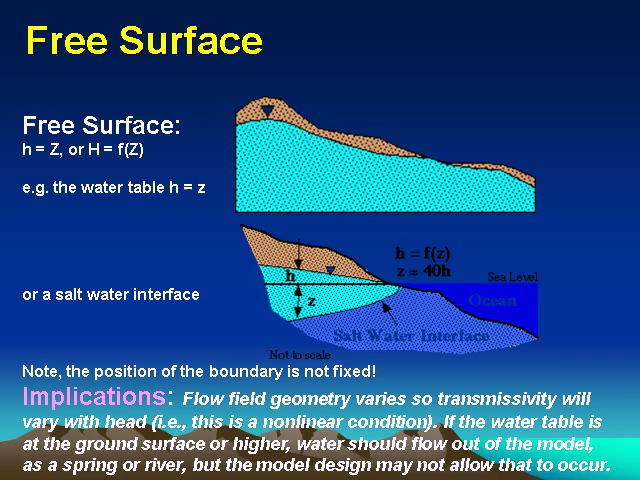 Free Surface
Free Surface:
h = Z, or H = f(Z)
e.g. the water table h = z
h = f(z)
z = 40h
Sea Level
h
or a salt water interface
z
Ocean
Salt Water Interface
Not to scale
Note, the position of the boundary is not fixed!
Implications: Flow field geometry varies so transmissivity will
vary with head (i.e., this is a nonlinear condition). If the water table is
at the ground surface or higher, water should flow out of the model,
as a spring or river, but the model design may not allow that to occur.